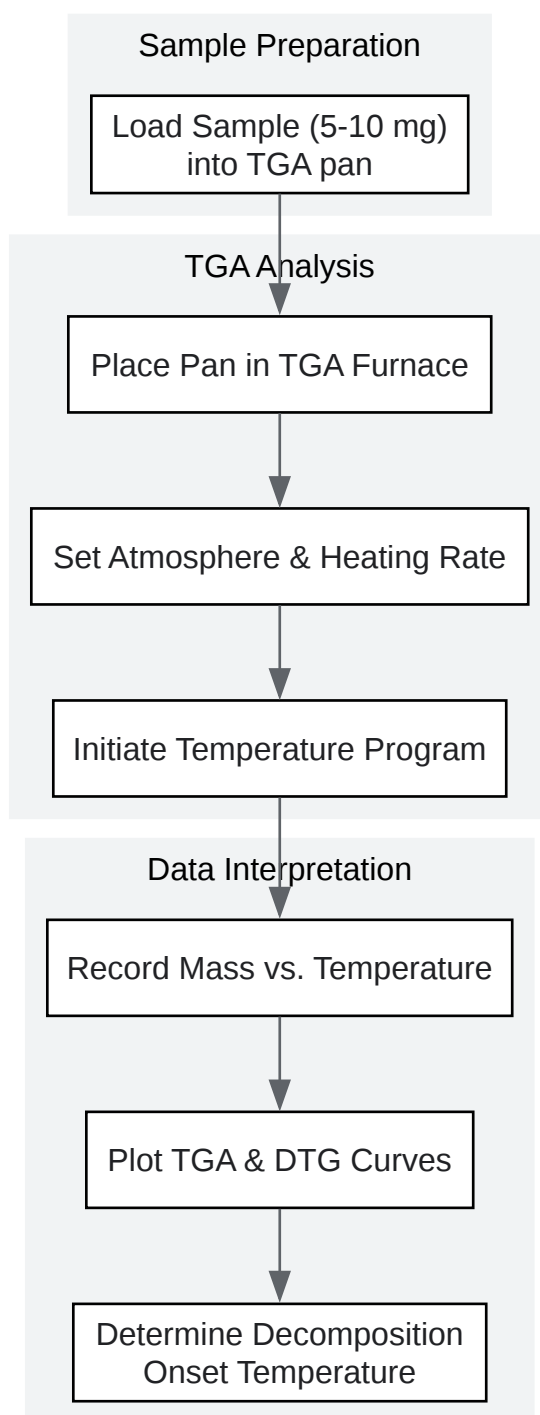 Sample Preparation
Load Sample (5-10 mg)
into TGA pan
TGA Analysis
Place Pan in TGA Furnace
Set Atmosphere & Heating Rate
Initiate Temperature Program
Data Interpretation
Record Mass vs. Temperature
Plot TGA & DTG Curves
Determine Decomposition
Onset Temperature